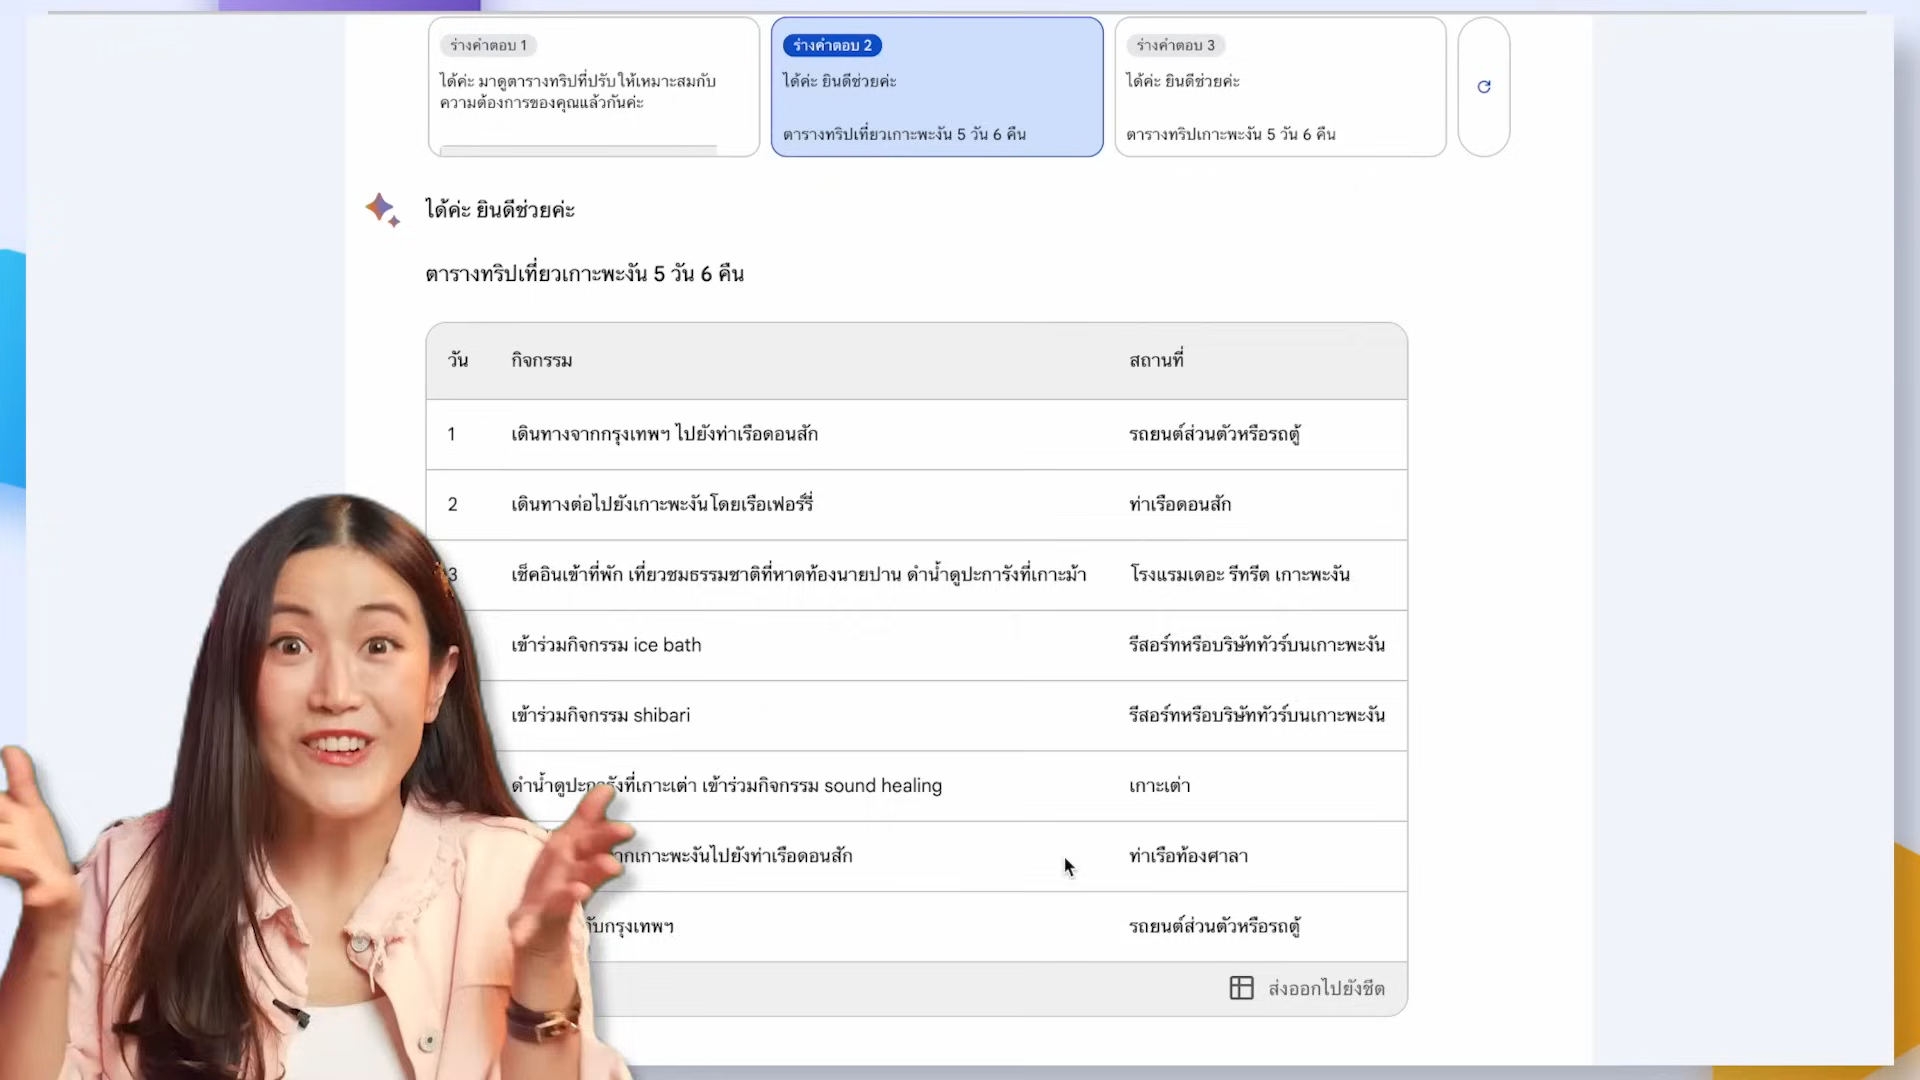 ร่างคำตอบ 1
ได้ค่ะ มาดูตารางทริปที่ปรับให้เหมาะสมกับ
ความต้องการของคุณแล้วกันค่ะ
ร่างคำตอบ 2
ได้ค่ะ ยินดีช่วยค่ะ
ตารางทริปเที่ยวเกาะพะงัน 5 วัน 6 คืน
ร่างคำตอบ 3
ได้ค่ะ ยินดีช่วยค่ะ
ตารางทริปเกาะพะงัน 5 วัน 6 คืน
ได้ค่ะ ยินดีช่วยค่ะ
ตารางทริปเที่ยวเกาะพะงัน 5 วัน 6 คืน
วัน กิจกรรม สถานที่
1 เดินทางจากกรุงเทพฯ ไปยังท่าเรือดอนสัก รถยนต์ส่วนตัวหรือรถตู้
2 เดินทางต่อไปยังเกาะพะงันโดยเรือเฟอร์รี่ ท่าเรือดอนสัก
3 เช็คอินเข้าที่พัก เที่ยวชมธรรมชาติที่หาดท้องนายปาน ดำน้ำดูปะการังที่เกาะม้า โรงแรมเดอะ รีทรีต เกาะพะงัน
เข้าร่วมกิจกรรม ice bath รีสอร์ทหรือบริษัททัวร์บนเกาะพะงัน
เข้าร่วมกิจกรรม shibari รีสอร์ทหรือบริษัททัวร์บนเกาะพะงัน
ดำน้ำดูปะการังที่เกาะเต่า เข้าร่วมกิจกรรม sound healing เกาะเต่า
ากเกาะพะงันไปยังท่าเรือดอนสัก ท่าเรือท้องศาลา
กรุงเทพฯ รถยนต์ส่วนตัวหรือรถตู้
ส่งออกไปยังชีต